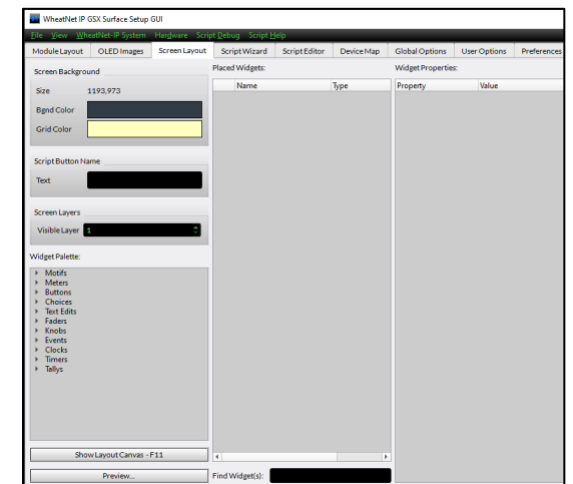 WheatNet IP GSX Surface Setup GUI
File View WheatNet-IP System Hardware Script Debug Script Help
Module Layout OLED Images Screen Layout Script Wizard Script Editor Device Map Global Options User Options Preferences
Screen Background
Size 1193,973
Bgnd Color
Grid Color
Script Button Name
Text
Screen Layers
Visible Layer 1
Widget Palette:
Motifs
Meters
Buttons
Choices
Text Edits
Faders
Knobs
Events
Clocks
Timers
Tallys
Show Layout Canvas - F11
Preview...
Placed Widgets:
Name Type
Find Widget(s):
Widget Properties:
Property Value